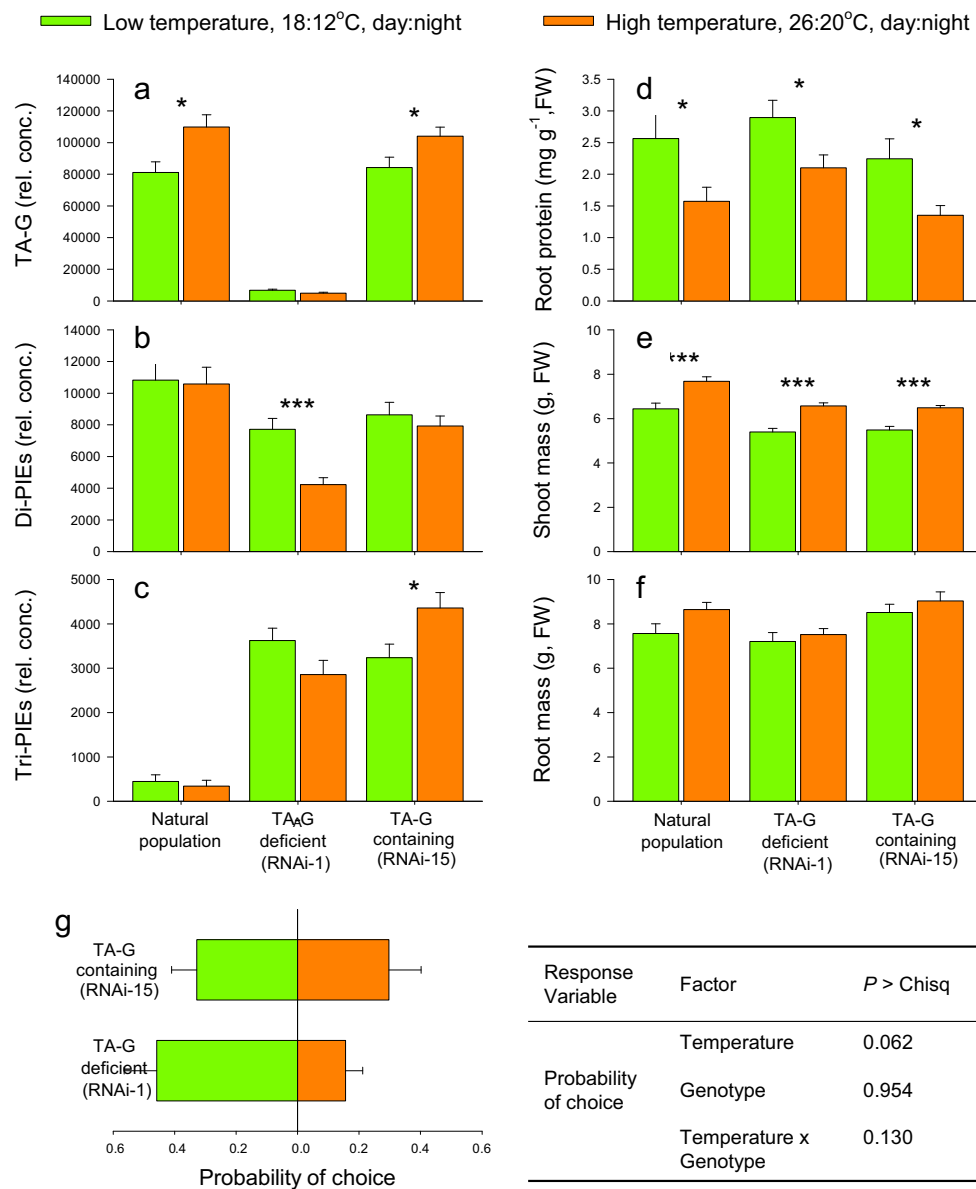 Low temperature, 18:12°C, day:night
High temperature, 26:20°C, day:night
a
*
*
TA-G (rel. conc.)
140000
120000
100000
80000
60000
40000
20000
0
d
*
*
*
Root protein (mg g⁻¹,FW)
3.5
3.0
2.5
2.0
1.5
1.0
0.5
0.0
b
***
Di-PIEs (rel. conc.)
14000
12000
10000
8000
6000
4000
2000
0
e
***
***
***
Shoot mass (g, FW)
10
8
6
4
2
0
c
*
Tri-PIEs (rel. conc.)
5000
4000
3000
2000
1000
0
Natural
population
TA-G
deficient
(RNAi-1)
TA-G
containing
(RNAi-15)
f
Root mass (g, FW)
10
8
6
4
2
0
Natural
population
TA-G
deficient
(RNAi-1)
TA-G
containing
(RNAi-15)
g
TA-G
containing
(RNAi-15)
TA-G
deficient
(RNAi-1)
0.6 0.4 0.2 0.0 0.2 0.4 0.6
Probability of choice
Response
Variable
Factor
P > Chisq
Probability
of choice
Temperature
0.062
Genotype
0.954
Temperature x
Genotype
0.130